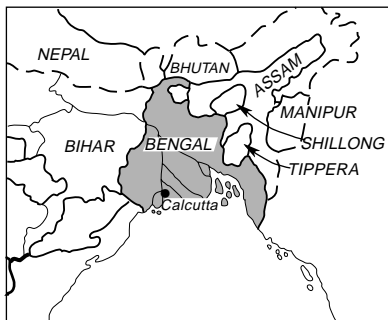 NEPAL
BHUTAN
ASSAM
MANIPUR
BIHAR
BENGAL
SHILLONG
TIPPERA
Calcutta